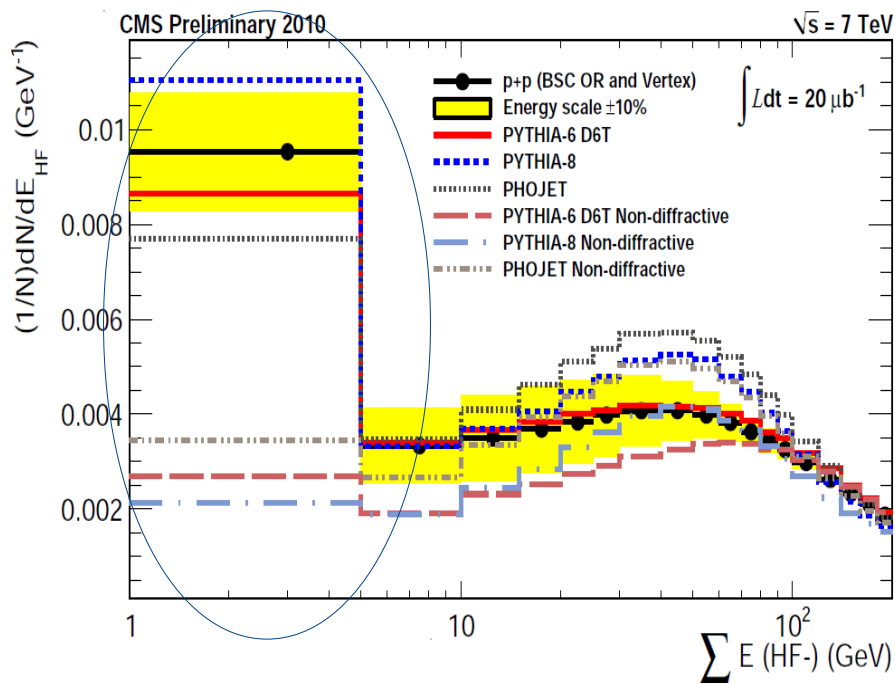 CMS Preliminary 2010
√s = 7 TeV
(1/N)dN/dE_HF (GeV⁻¹)
p+p (BSC OR and Vertex)
Energy scale ±10%
PYTHIA-6 D6T
PYTHIA-8
PHOJET
PYTHIA-6 D6T Non-diffractive
PYTHIA-8 Non-diffractive
PHOJET Non-diffractive
∫ L dt = 20 μb⁻¹
0.01
0.008
0.006
0.004
0.002
1
10
10²
∑ E (HF-) (GeV)